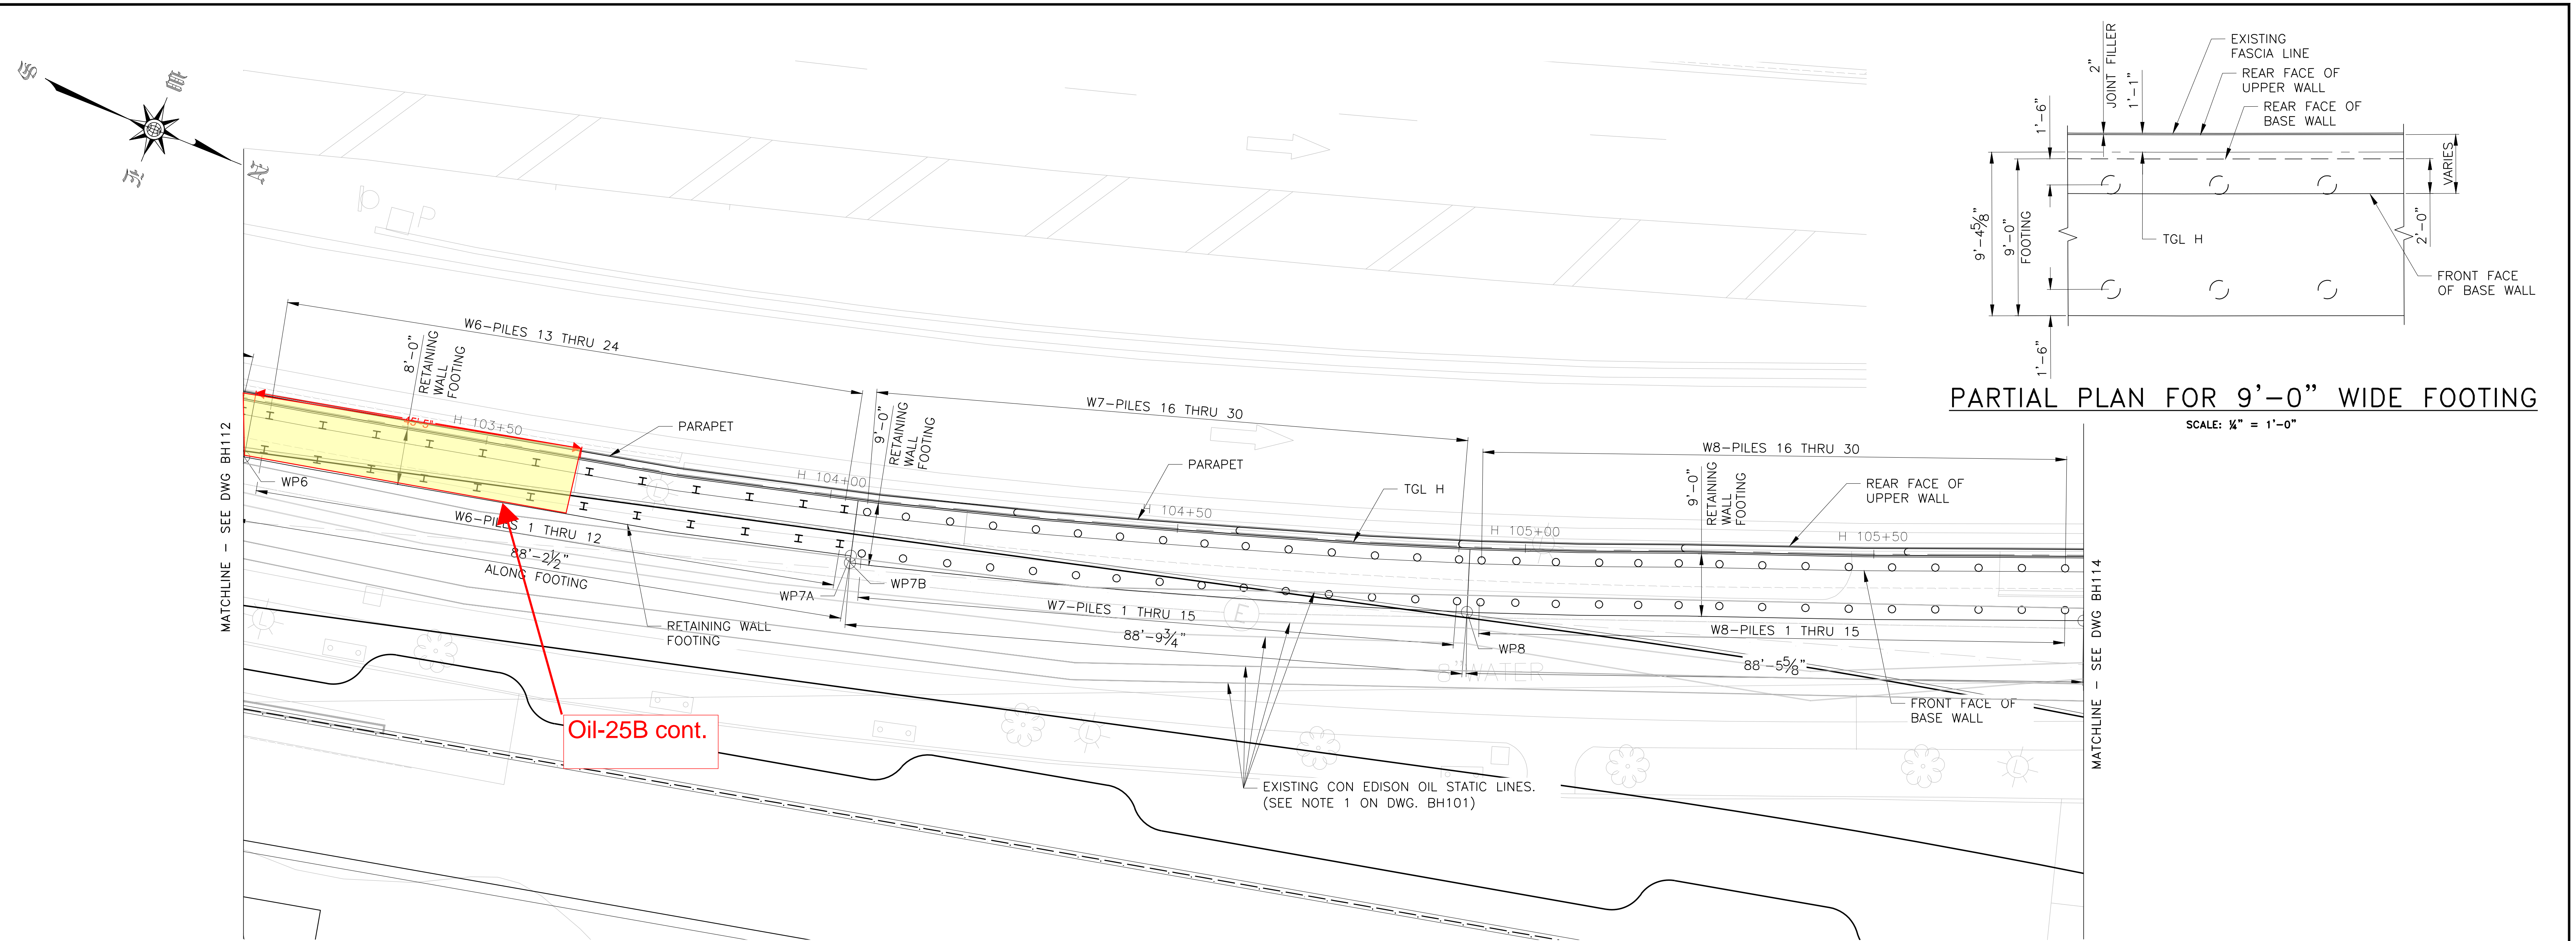 S
E
W
N
MATCHLINE - SEE DWG BH112
W6-PILES 13 THRU 24
8'-0"
RETAINING
WALL
FOOTING
45'-5"
H 103+50
PARAPET
WP6
W6-PILES 1 THRU 12
88'-2½"
ALONG FOOTING
RETAINING WALL
FOOTING
Oil-25B cont.
H 104+00
W7-PILES 16 THRU 30
9'-0"
RETAINING
WALL
FOOTING
PARAPET
H 104+50
TGL H
WP7A
WP7B
W7-PILES 1 THRU 15
88'-9¾"
E
8" WATER
WP8
H 105+00
W8-PILES 16 THRU 30
9'-0"
RETAINING
WALL
FOOTING
REAR FACE OF
UPPER WALL
H 105+50
W8-PILES 1 THRU 15
88'-5⅝"
FRONT FACE OF
BASE WALL
EXISTING CON EDISON OIL STATIC LINES.
(SEE NOTE 1 ON DWG. BH101)
MATCHLINE - SEE DWG BH114
2"
JOINT FILLER
1'-1"
1'-6"
EXISTING
FASCIA LINE
REAR FACE OF
UPPER WALL
REAR FACE OF
BASE WALL
VARIES
2'-0"
9'-4⅝"
9'-0"
FOOTING
TGL H
FRONT FACE
OF BASE WALL
1'-6"
PARTIAL PLAN FOR 9'-0" WIDE FOOTING
SCALE: ¼" = 1'-0"